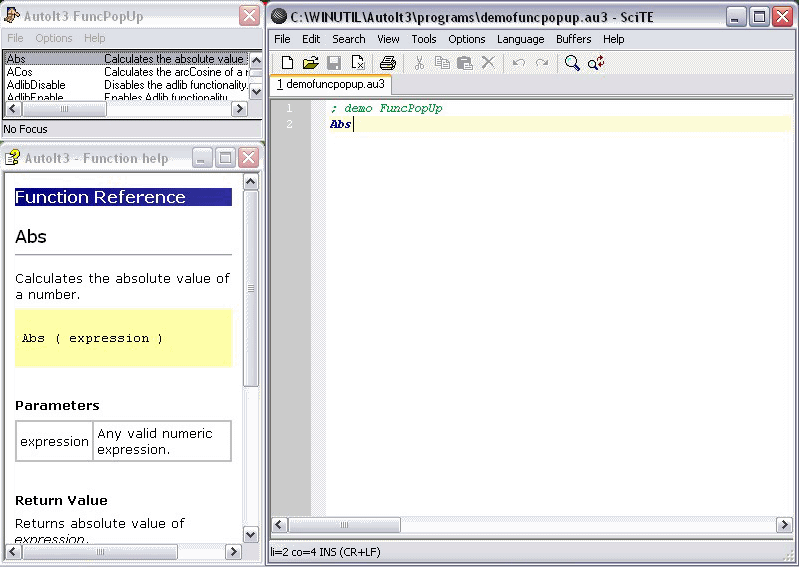 AutoIt3 FuncPopUp
File Options Help
Abs Calculates the absolute value
ACos Calculates the arcCosine of a
AdlibDisable Disables the adlib functionality.
AdlibEnable Enables Adlib functionality
No Focus
AutoIt3 - Function help
Function Reference
Abs
Calculates the absolute value of
a number.
Abs ( expression )
Parameters
expression Any valid numeric
expression.
Return Value
Returns absolute value of
expression.
C:\WINUTIL\AutoIt3\programs\demofuncpopup.au3 - SciTE
File Edit Search View Tools Options Language Buffers Help
1 demofuncpopup.au3
1 ; demo FuncPopUp
2 Abs
li=2 co=4 INS (CR+LF)